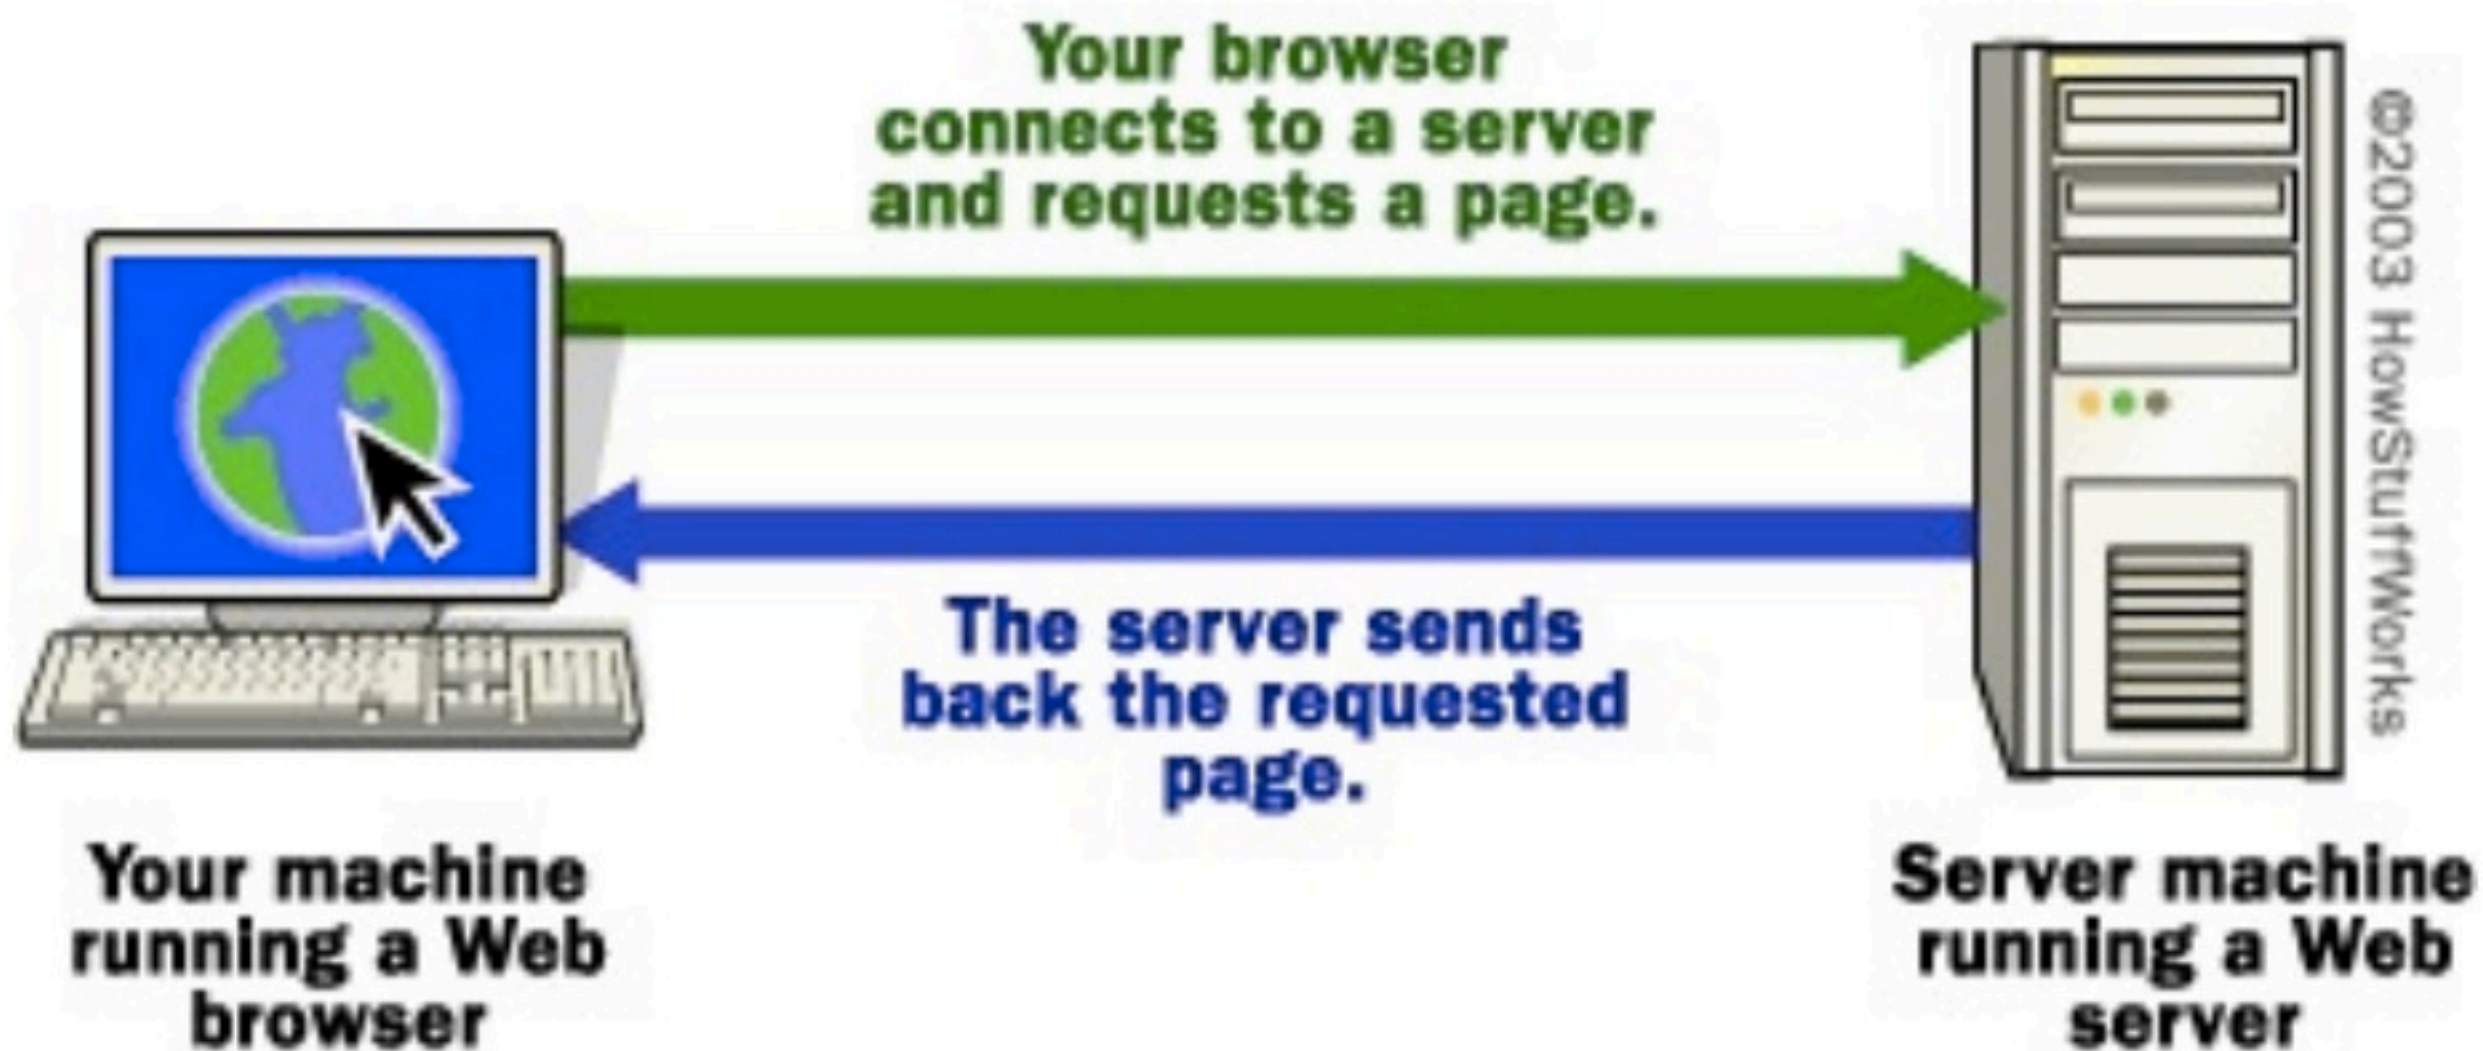 Your browser
connects to a server
and requests a page.
The server sends
back the requested
page.
Your machine
running a Web
browser
Server machine
running a Web
server
©2003 HowStuffWorks